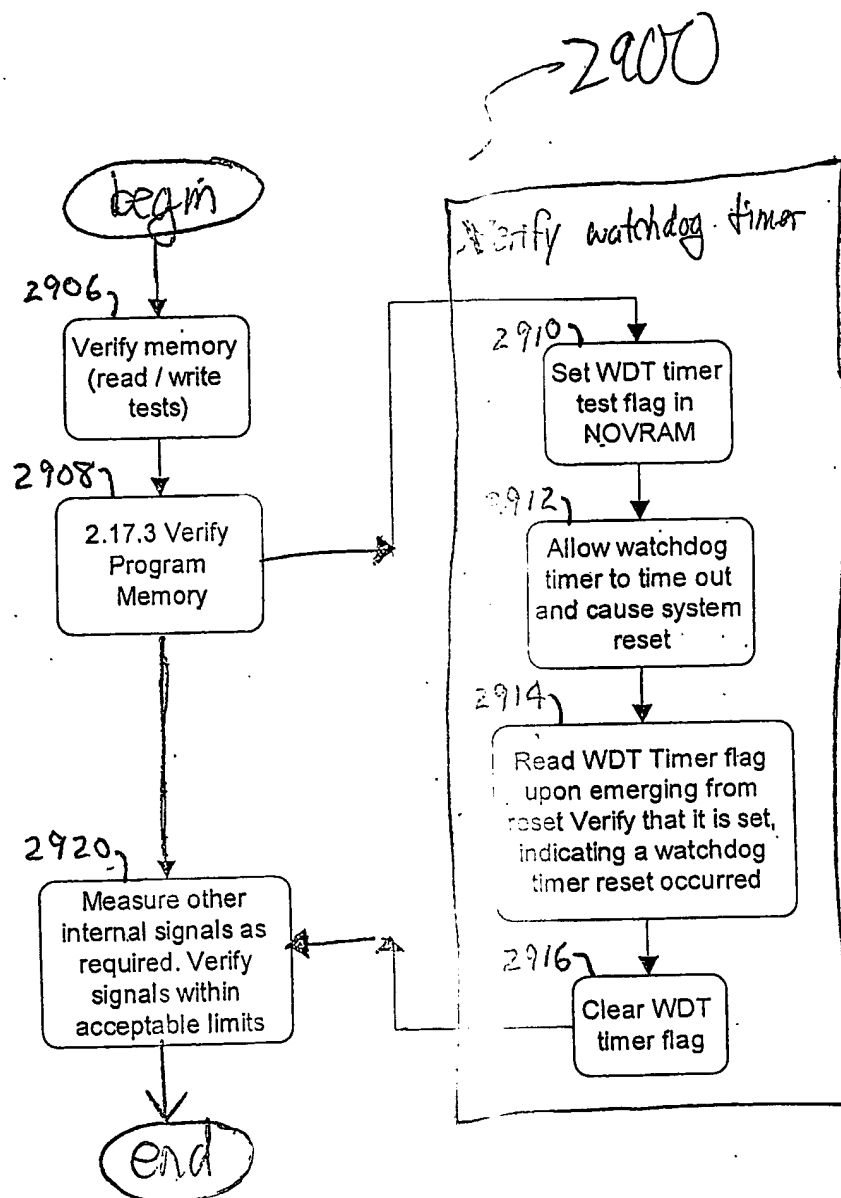 2900
begin
2906
Verify memory
(read / write
tests)
2908
2.17.3 Verify
Program
Memory
Verify watchdog timer
2910
Set WDT timer
test flag in
NOVRAM
2912
Allow watchdog
timer to time out
and cause system
reset
2914
Read WDT Timer flag
upon emerging from
reset Verify that it is set,
indicating a watchdog
timer reset occurred
2916
Clear WDT
timer flag
2920
Measure other
internal signals as
required. Verify
signals within
acceptable limits
end